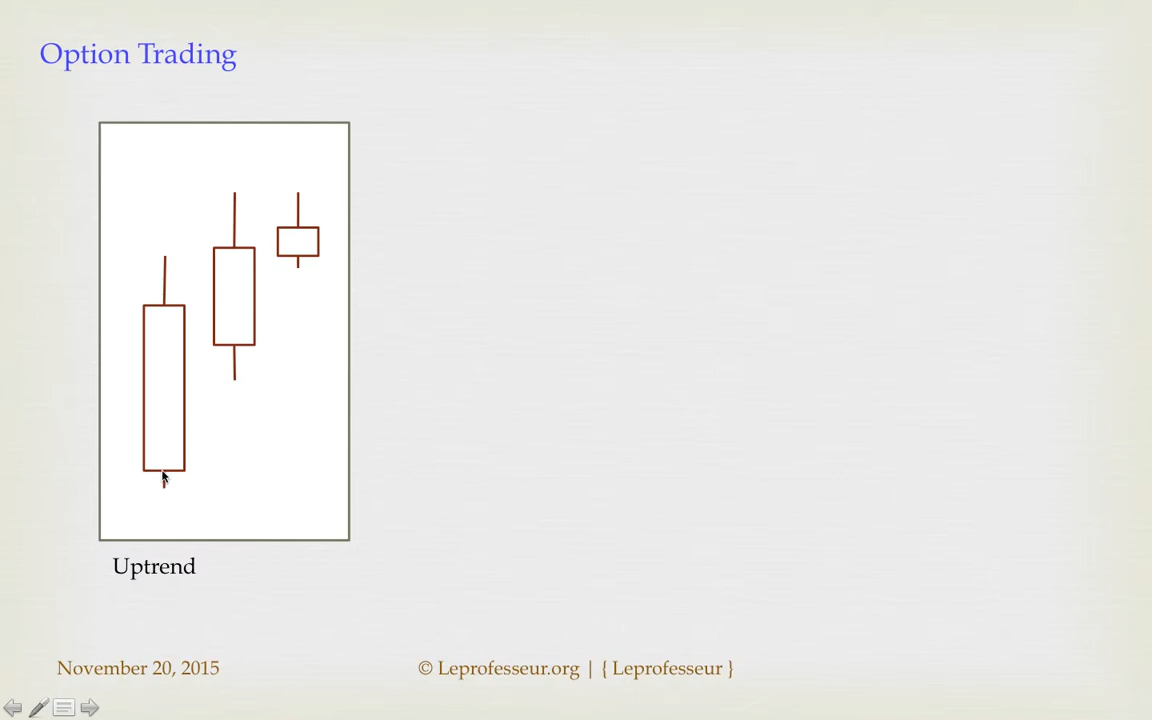 Option Trading
Uptrend
November 20, 2015
© Leprofesseur.org | { Leprofesseur }